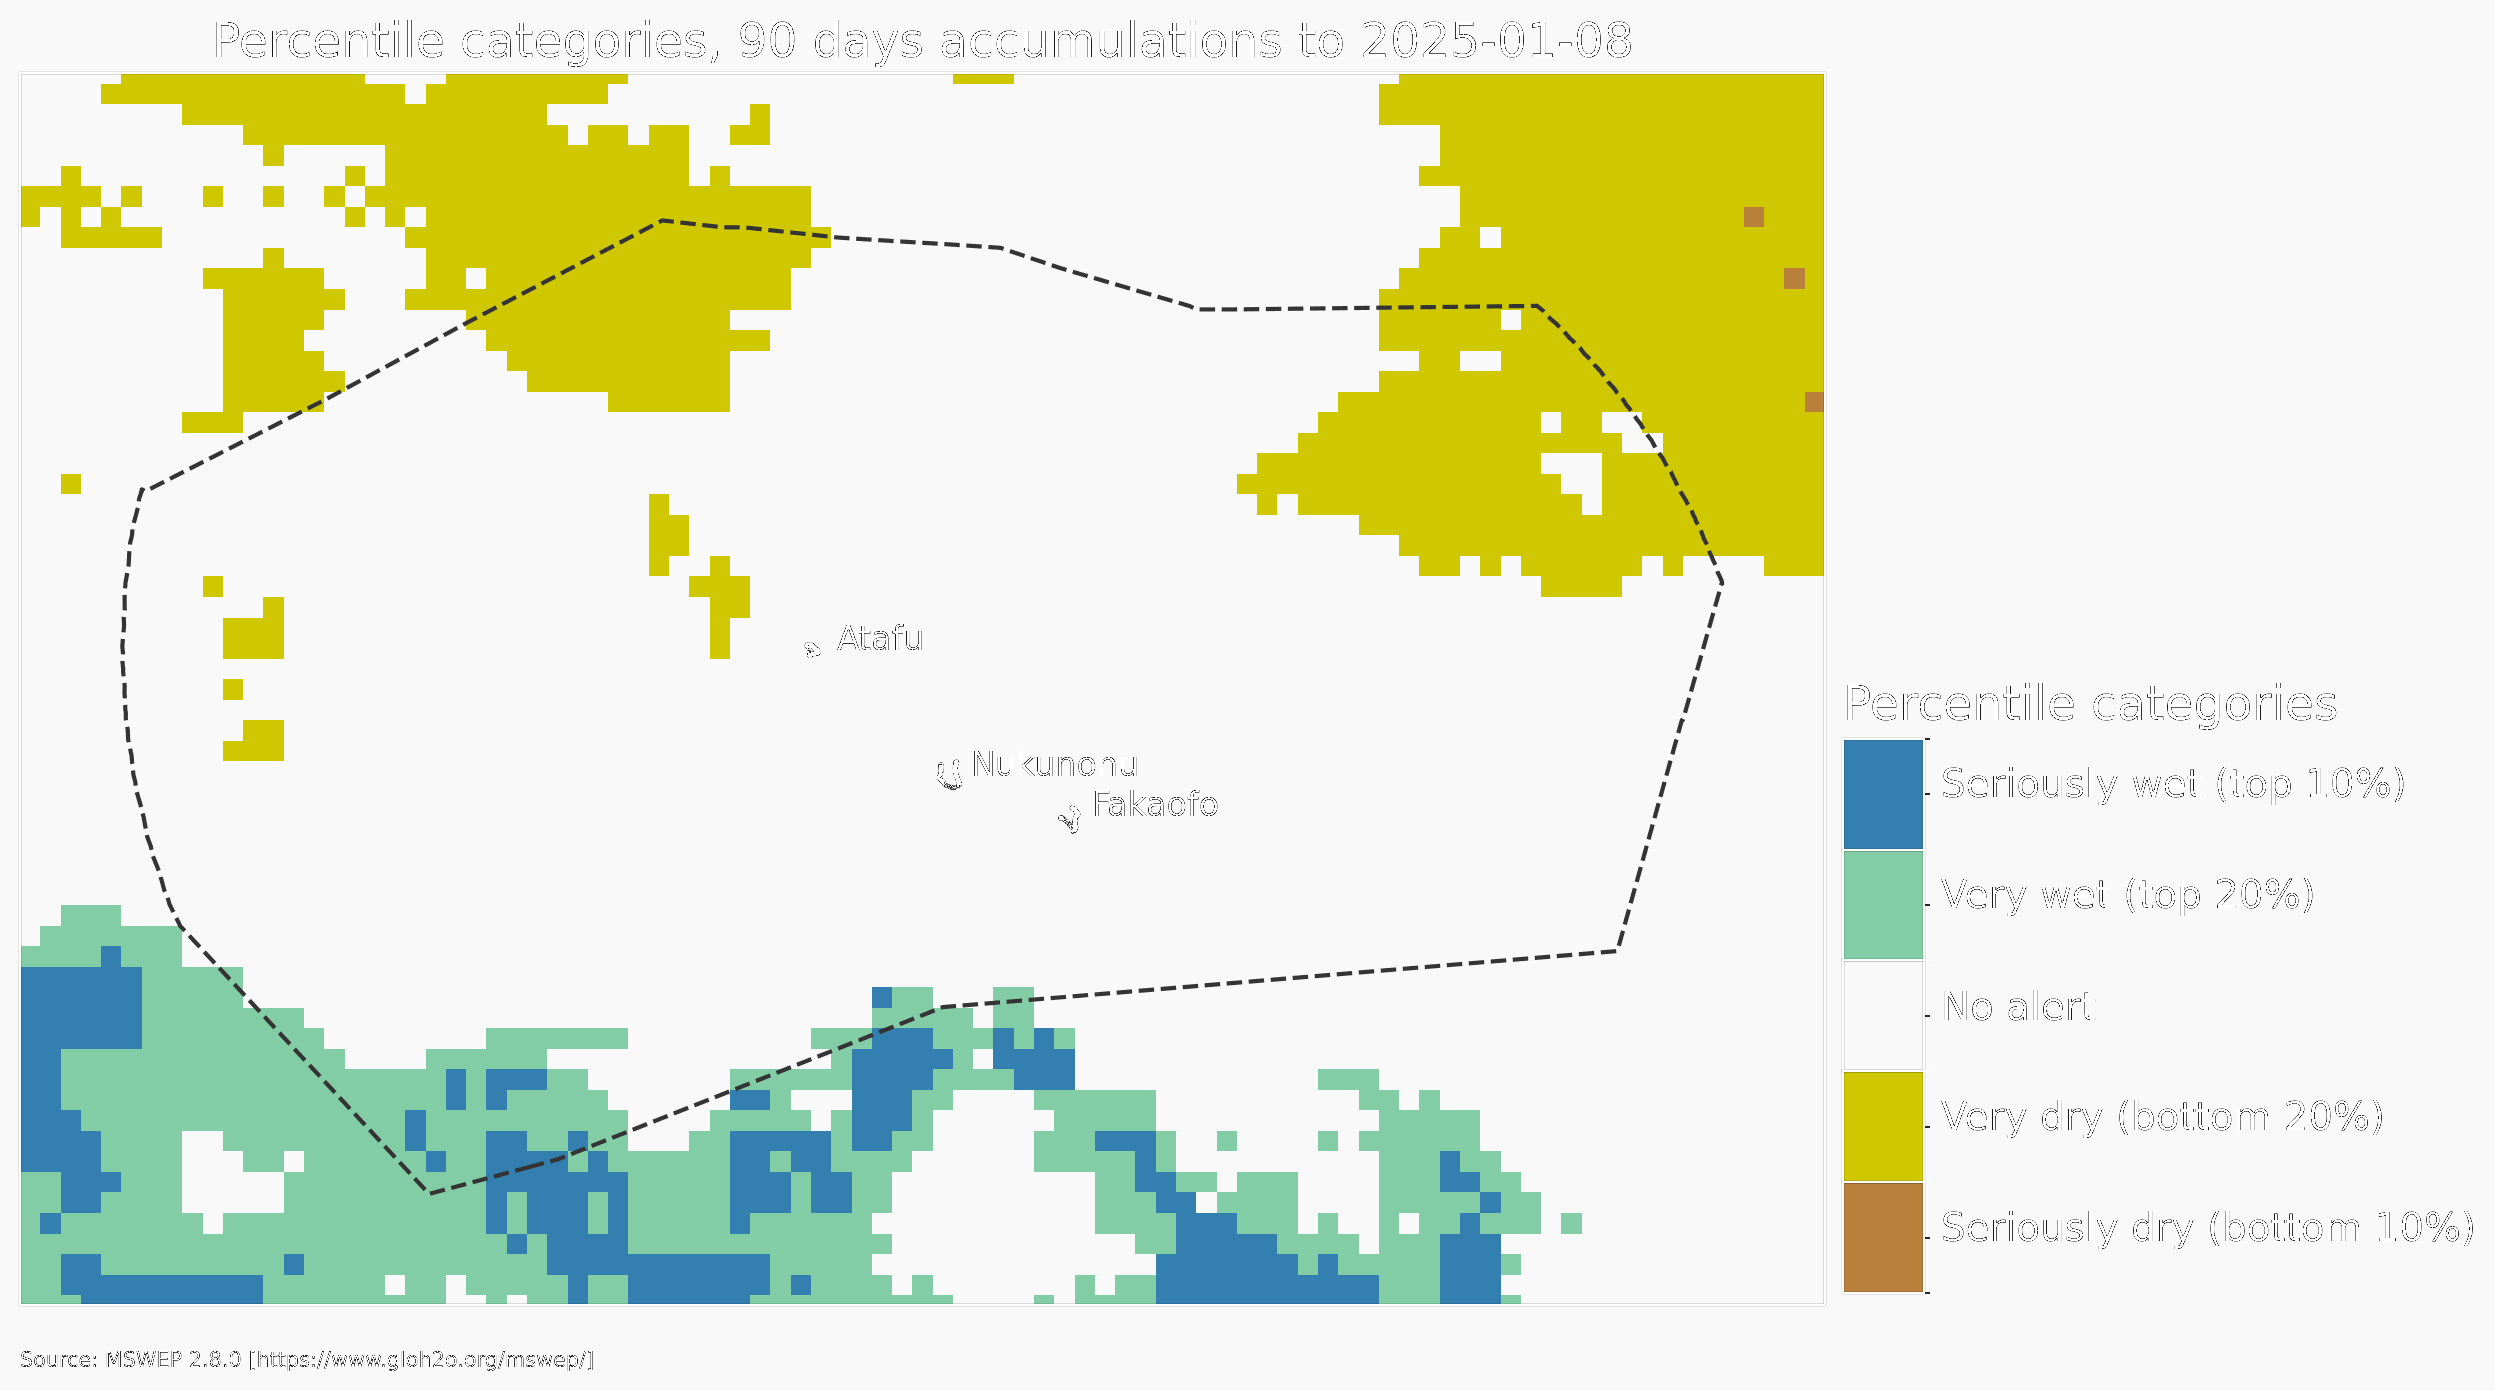 Percentile categories, 90 days accumulations to 2025-01-08
Atafu
Nukunonu
Fakaofo
Percentile categories
Seriously wet (top 10%)
Very wet (top 20%)
No alert
Very dry (bottom 20%)
Seriously dry (bottom 10%)
Source: MSWEP 2.8.0 [https://www.gloh2o.org/mswep/]